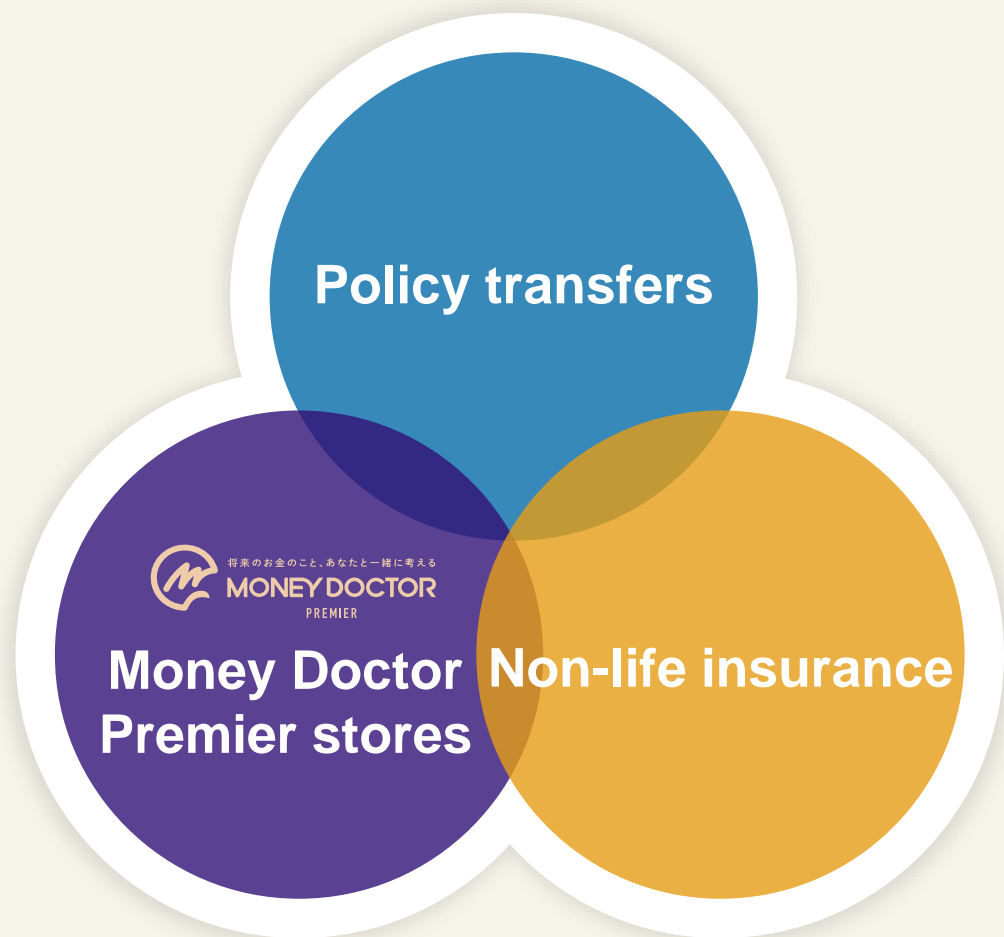 Policy transfers
将来のお金のこと、あなたと一緒に考える
MONEY DOCTOR
PREMIER
Money Doctor
Premier stores
Non-life insurance